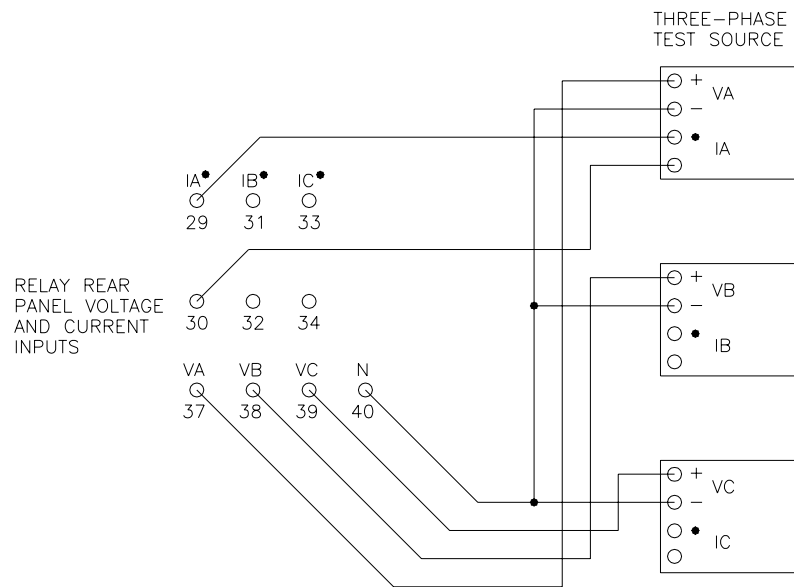 THREE-PHASE
TEST SOURCE
+ VA
-
IA
IA IB IC
29 31 33
RELAY REAR
PANEL VOLTAGE
AND CURRENT
INPUTS
30 32 34
+ VB
-
IB
VA VB VC N
37 38 39 40
+ VC
-
IC